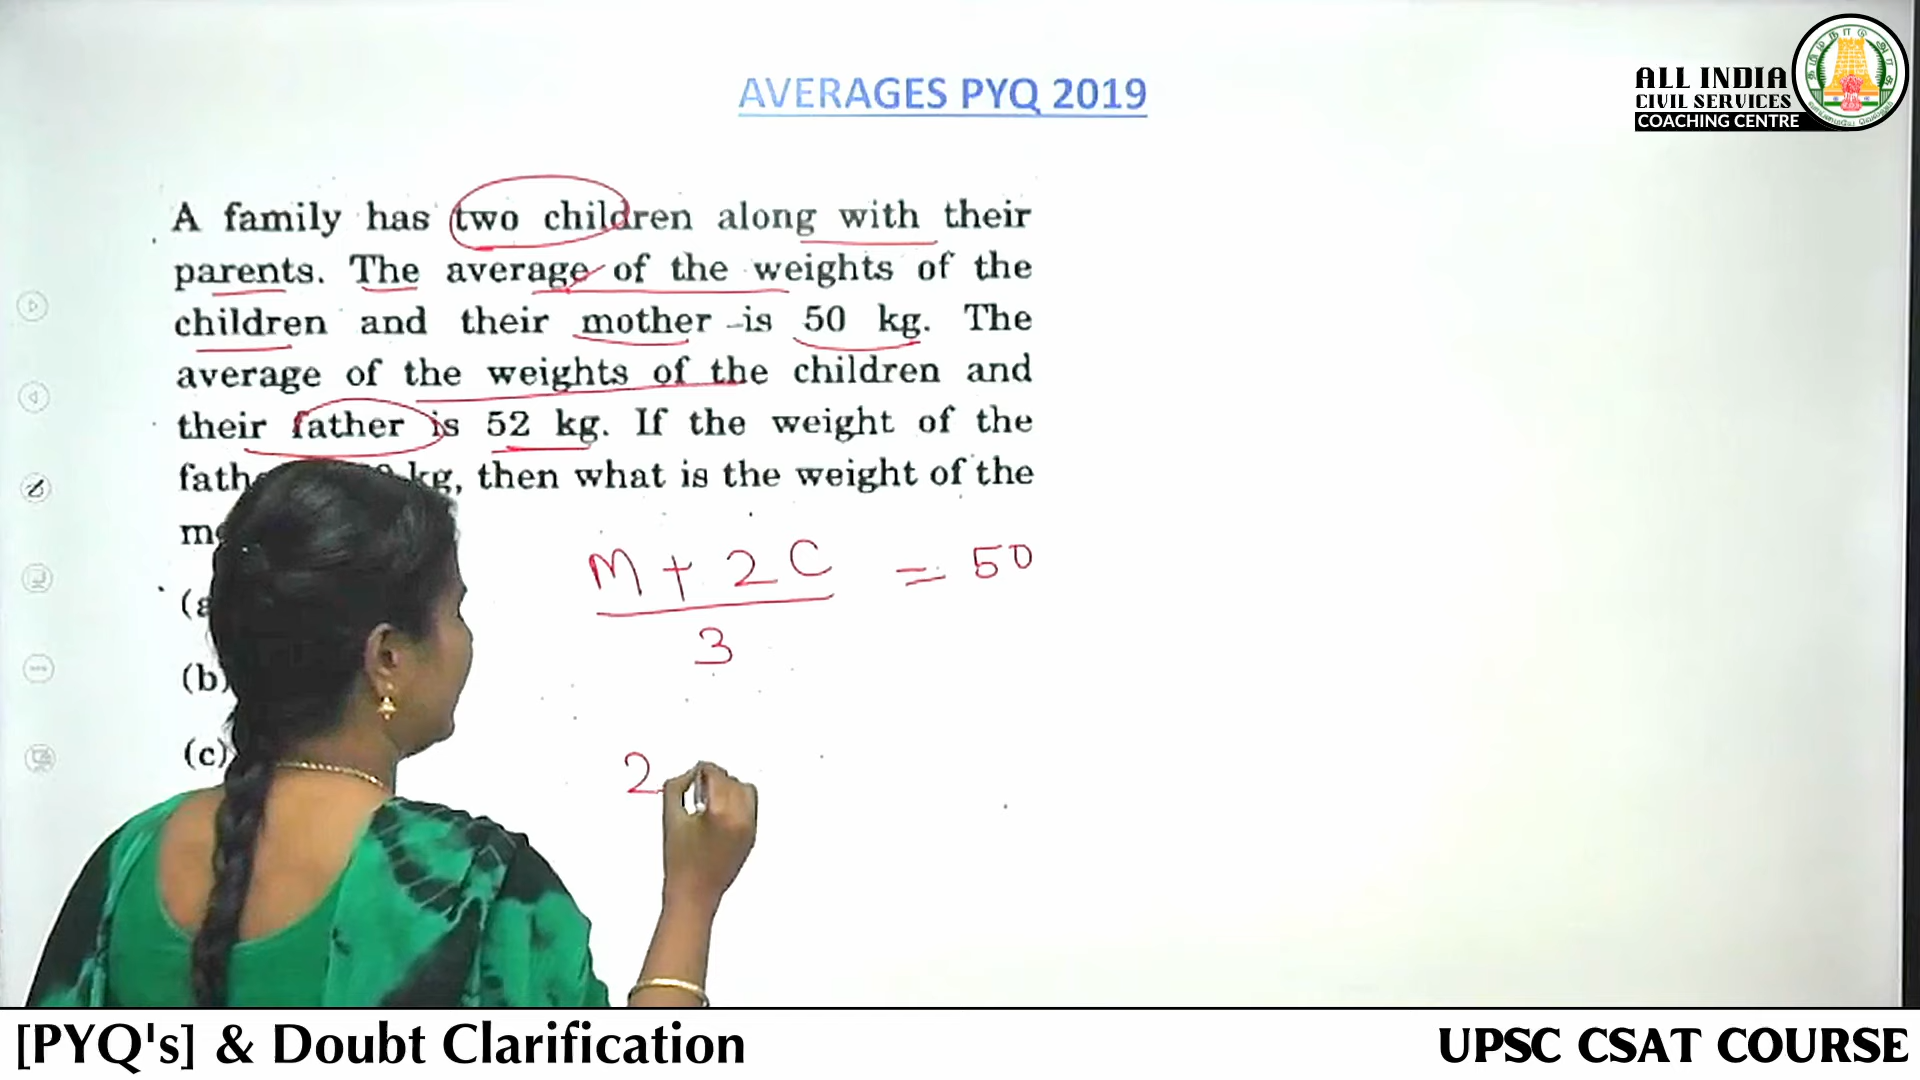 AVERAGES PYQ 2019
ALL INDIA
CIVIL SERVICES
COACHING CENTRE
A family has two children along with their
parents. The average of the weights of the
children and their mother is 50 kg. The
average of the weights of the children and
their father is 52 kg. If the weight of the
kg, then what is the weight of the
(b)
(c)
M + 2C = 50
3
2
[PYQ's] & Doubt Clarification
UPSC CSAT COURSE